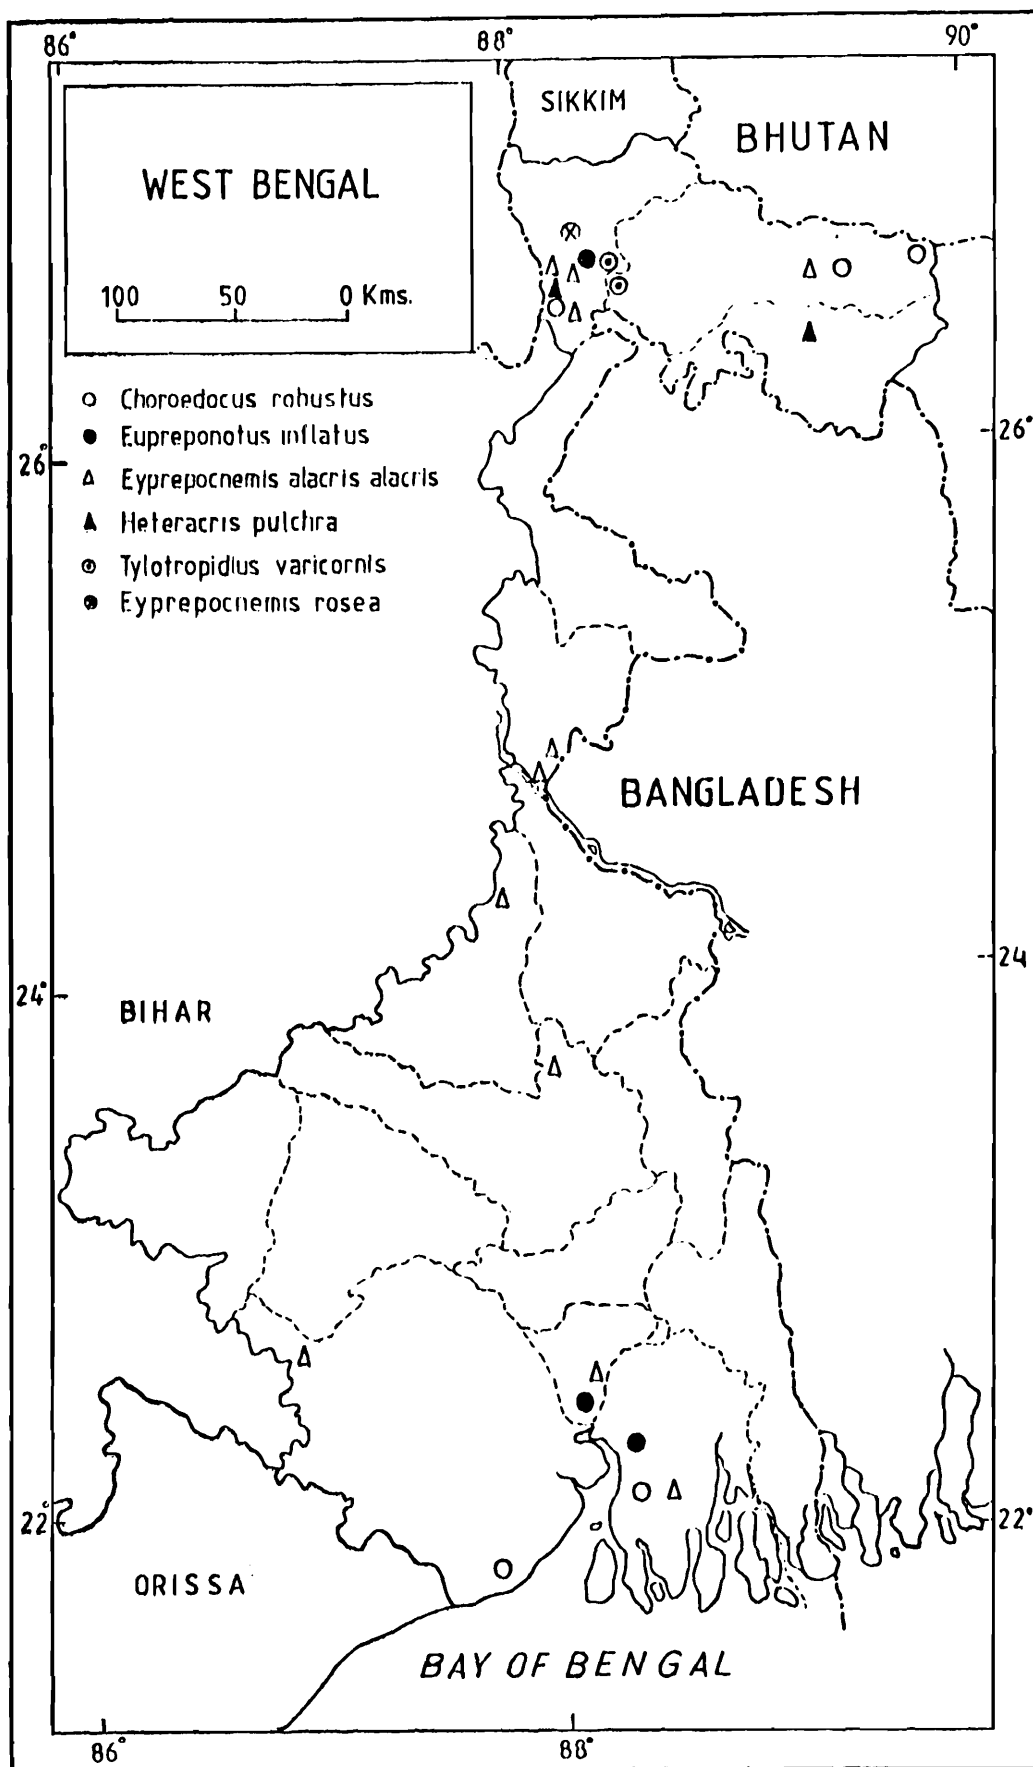 86° 88° 90°
SIKKIM
BHUTAN
WEST BENGAL
100 50 0 Kms.
Choroedocus rohustus
Eupreponotus inflatus
26° 26°
Eyprepocnemis alacris alacris
Heteracris pulchra
Tylotropidius varicornis
Eyprepocnemis rosea
BANGLADESH
24
24°
BIHAR
22° 22°
ORISSA
BAY OF BENGAL
86° 88°